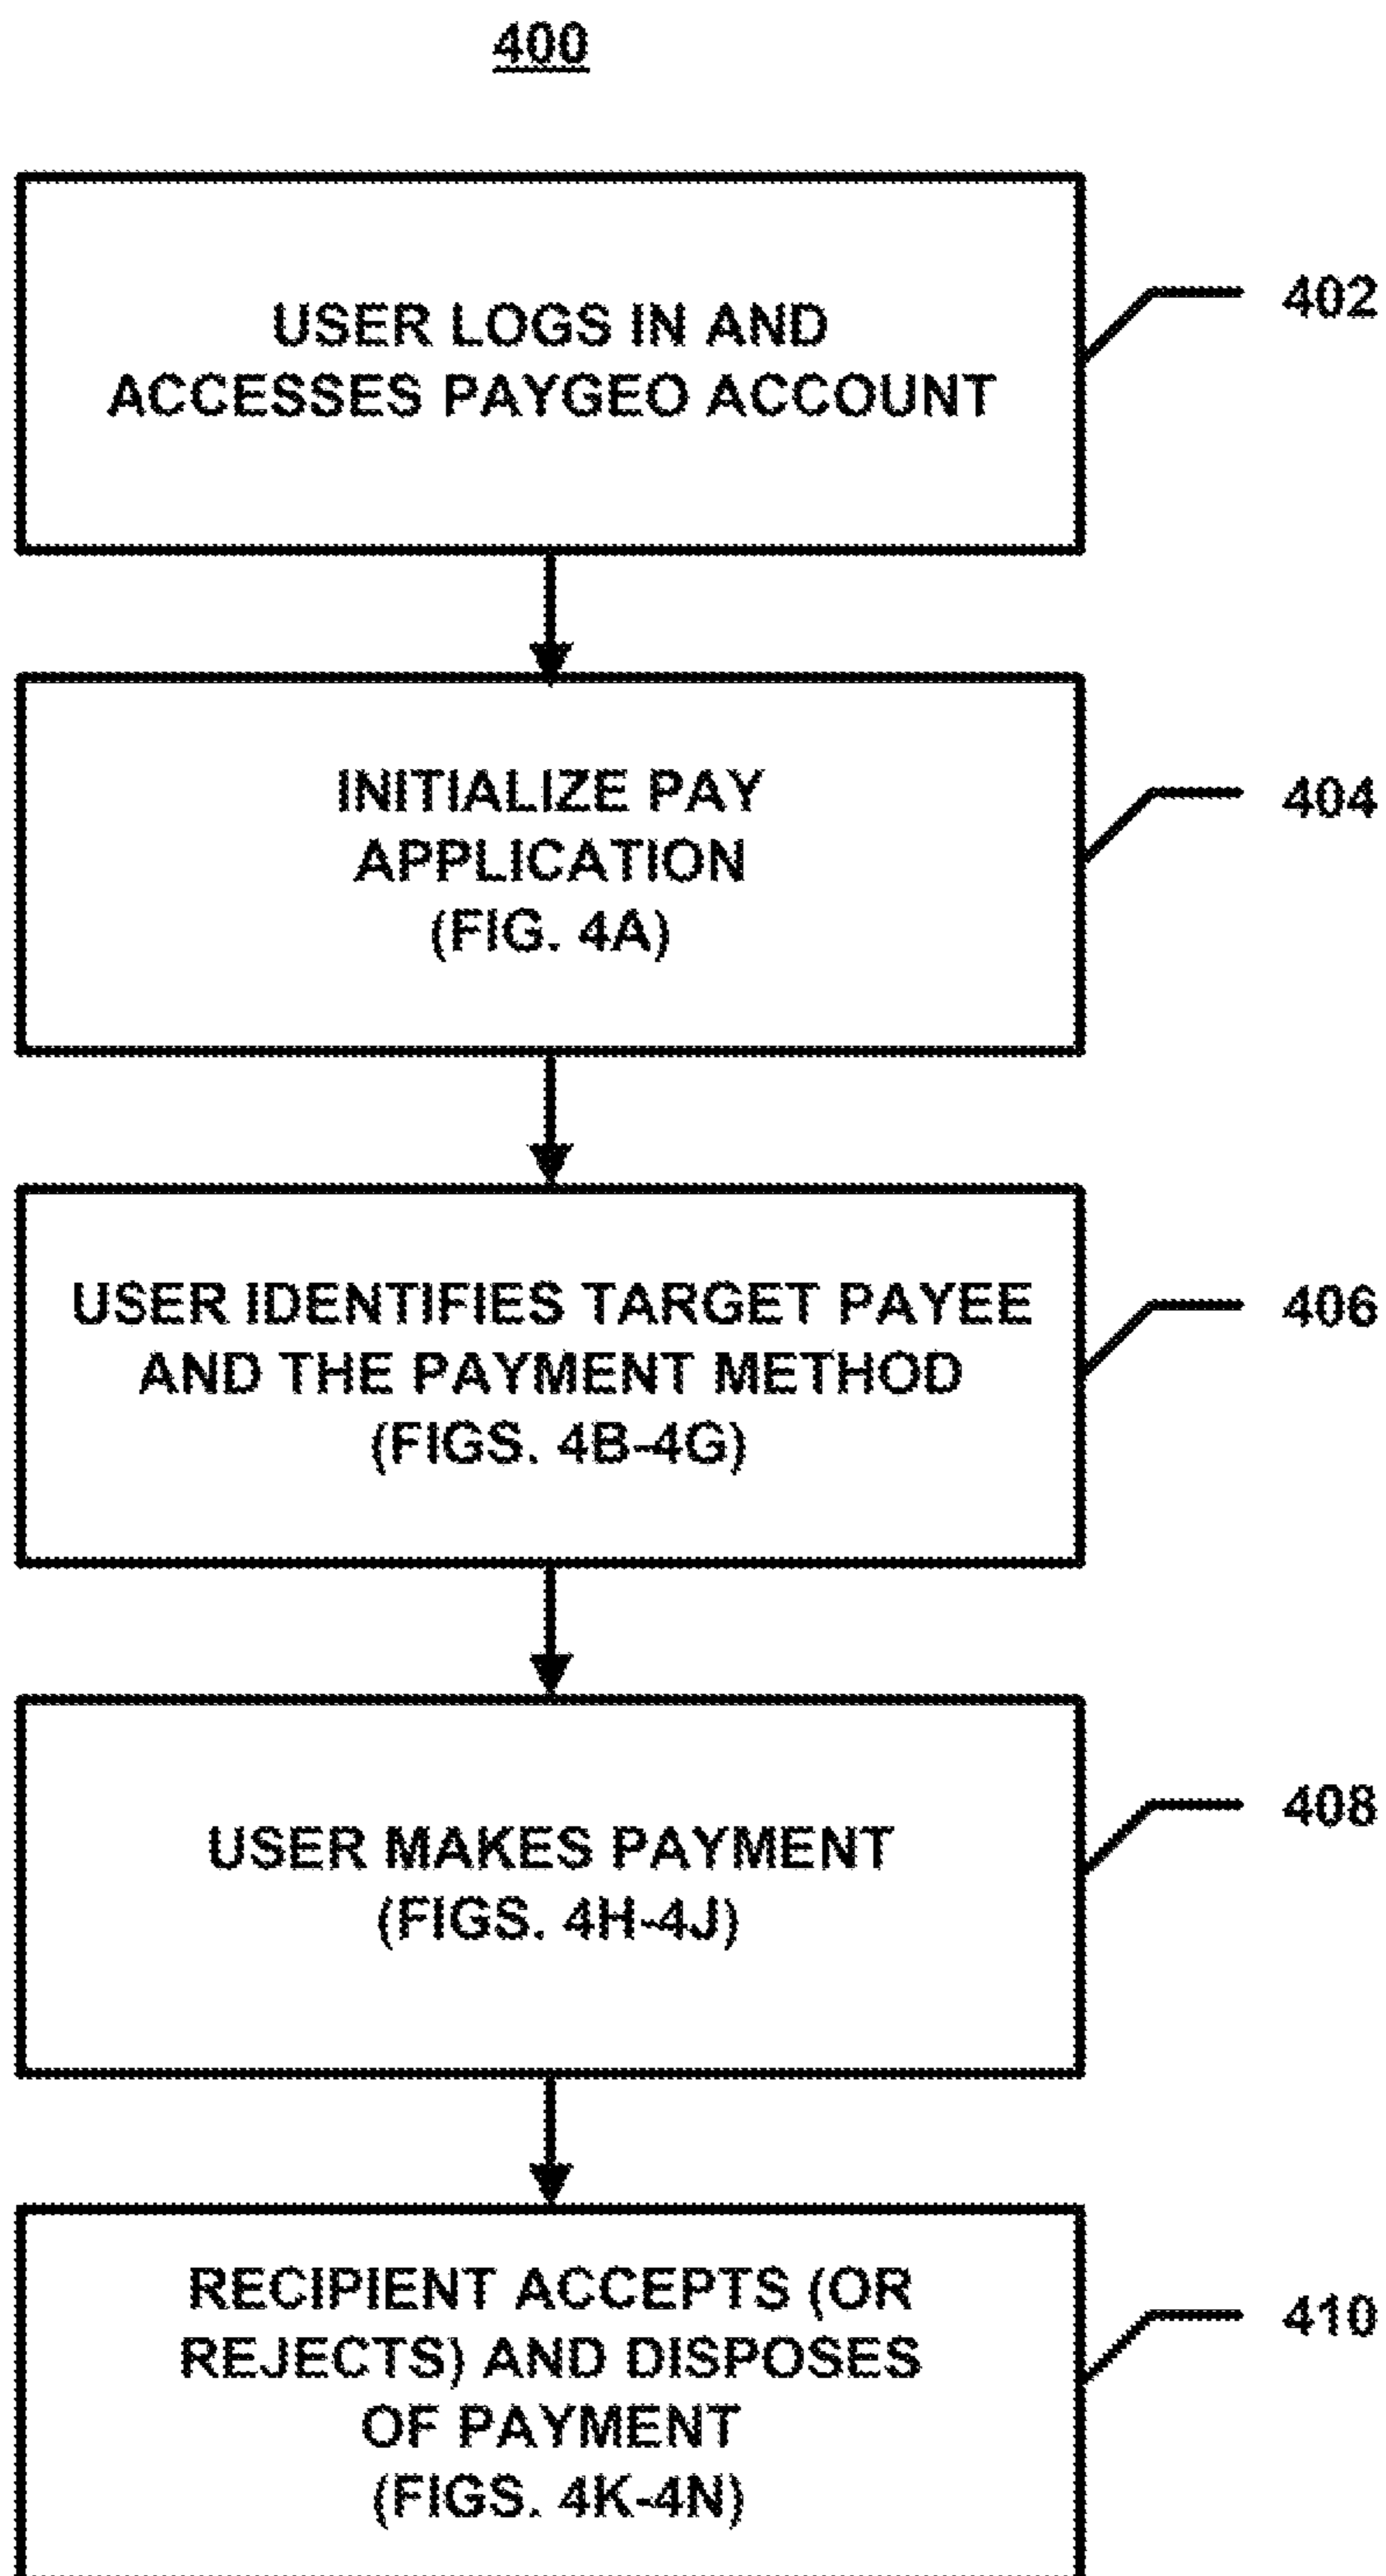 400
USER LOGS IN AND
ACCESSES PAYGEO ACCOUNT
402
INITIALIZE PAY
APPLICATION
(FIG. 4A)
404
USER IDENTIFIES TARGET PAYEE
AND THE PAYMENT METHOD
(FIGS. 4B-4G)
406
USER MAKES PAYMENT
(FIGS. 4H-4J)
408
RECIPIENT ACCEPTS (OR
REJECTS) AND DISPOSES
OF PAYMENT
(FIGS. 4K-4N)
410